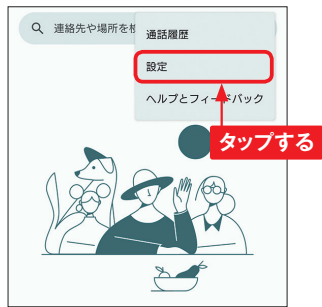 連絡先や場所を検
通話履歴
設定
ヘルプとフィードバック
タップする